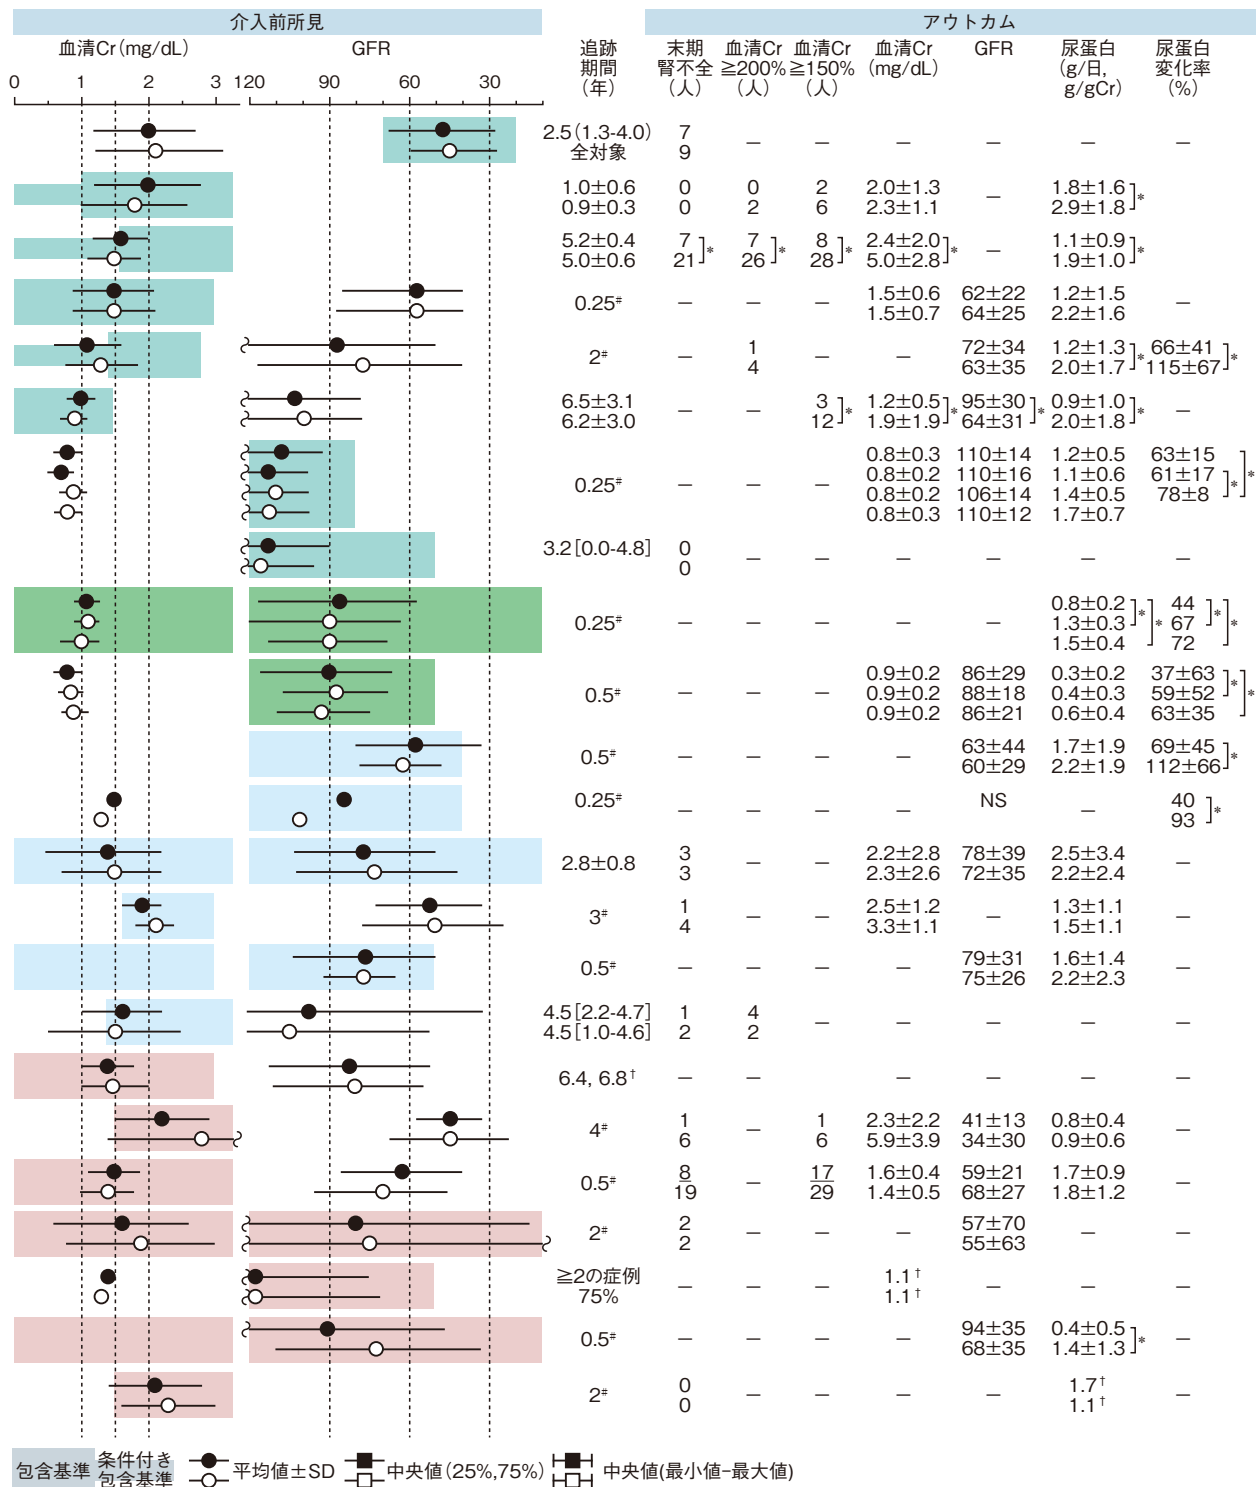 介入前所見 アウトカム
血清Cr(mg/dL) GFR 追跡期間(年) 末期腎不全(人) 血清Cr≧200%(人) 血清Cr≧150%(人) 血清Cr(mg/dL) GFR 尿蛋白(g/日, g/gCr) 尿蛋白変化率(%)
0 1 2 3 120 90 60 30
2.5(1.3-4.0) 7
全対象 9 － － － － － －
1.0±0.6 0 0 2 2.0±1.3 － 1.8±1.6 ]*
0.9±0.3 0 2 6 2.3±1.1 2.9±1.8
5.2±0.4 7 ]* 7 ]* 8 ]* 2.4±2.0 ]* － 1.1±0.9 ]*
5.0±0.6 21 26 28 5.0±2.8 1.9±1.0
0.25# － － － 1.5±0.6 62±22 1.2±1.5 －
1.5±0.7 64±25 2.2±1.6
2# － 1 － － 72±34 1.2±1.3 ]* 66±41 ]*
4 63±35 2.0±1.7 115±67
6.5±3.1 － － 3 ]* 1.2±0.5 ]* 95±30 ]* 0.9±1.0 ]* －
6.2±3.0 12 1.9±1.9 64±31 2.0±1.8
0.8±0.3 110±14 1.2±0.5 63±15 ]*
0.25# － － － 0.8±0.2 110±16 1.1±0.6 61±17 ]*
0.8±0.2 106±14 1.4±0.5 78±8
0.8±0.3 110±12 1.7±0.7
3.2[0.0-4.8] 0 － － － － － －
0
0.8±0.2 ]* ]* 44 ]* ]*
0.25# － － － － － 1.3±0.3 67
1.5±0.4 72
0.9±0.2 86±29 0.3±0.2 37±63 ]* ]*
0.5# － － － 0.9±0.2 88±18 0.4±0.3 59±52
0.9±0.2 86±21 0.6±0.4 63±35
0.5# － － － － 63±44 1.7±1.9 69±45 ]*
60±29 2.2±1.9 112±66
0.25# － － － － NS － 40 ]*
93
2.8±0.8 3 － － 2.2±2.8 78±39 2.5±3.4 －
3 2.3±2.6 72±35 2.2±2.4
3# 1 － － 2.5±1.2 － 1.3±1.1 －
4 3.3±1.1 1.5±1.1
0.5# － － － － 79±31 1.6±1.4 －
75±26 2.2±2.3
4.5[2.2-4.7] 1 4 － － － － －
4.5[1.0-4.6] 2 2
6.4, 6.8† － － － － － － －
4# 1 － 1 2.3±2.2 41±13 0.8±0.4 －
6 6 5.9±3.9 34±30 0.9±0.6
0.5# 8 － 17 1.6±0.4 59±21 1.7±0.9 －
19 29 1.4±0.5 68±27 1.8±1.2
2# 2 － － － 57±70 － －
2 55±63
≧2の症例 － － － 1.1† － － －
75% 1.1†
0.5# － － － － 94±35 0.4±0.5 ]* －
68±35 1.4±1.3
2# 0 － － － － 1.7† －
0 1.1†
包含基準 条件付き包含基準 平均値±SD 中央値(25%,75%) 中央値(最小値-最大値)